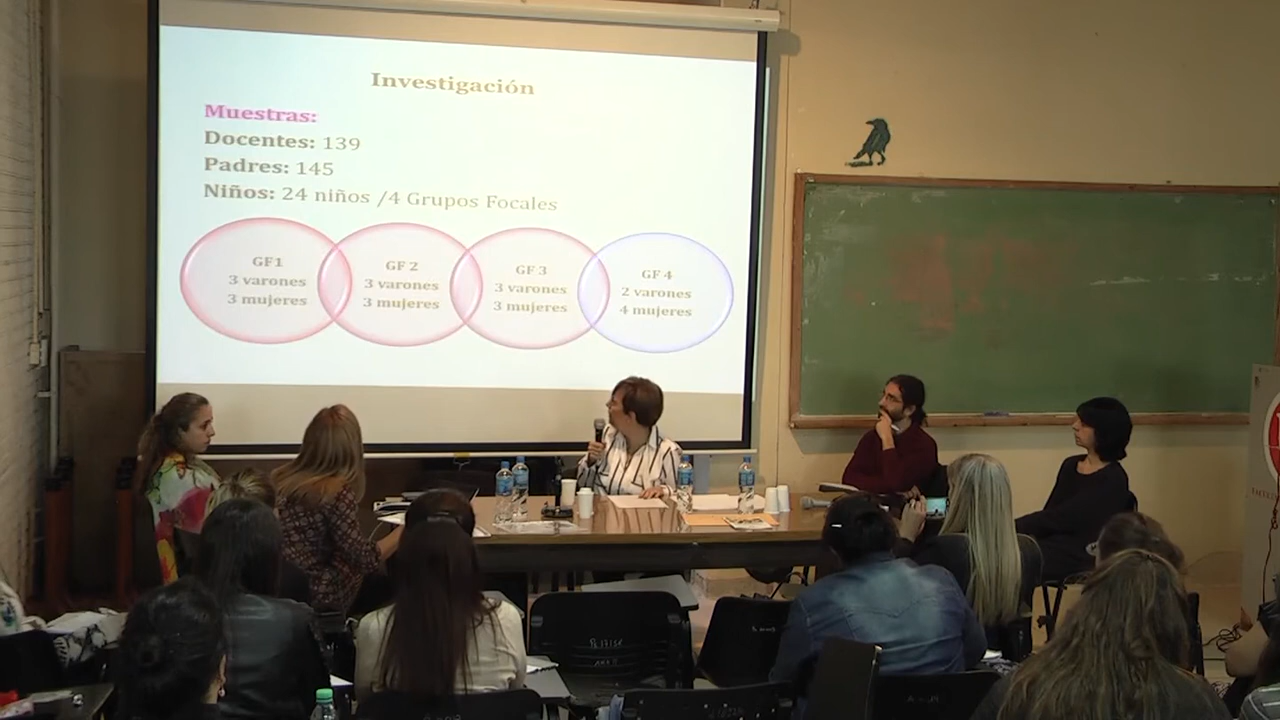 Investigación
Muestras:
Docentes: 139
Padres: 145
Niños: 24 niños /4 Grupos Focales
GF1
3 varones
3 mujeres
GF 2
3 varones
3 mujeres
GF 3
3 varones
3 mujeres
GF 4
2 varones
4 mujeres